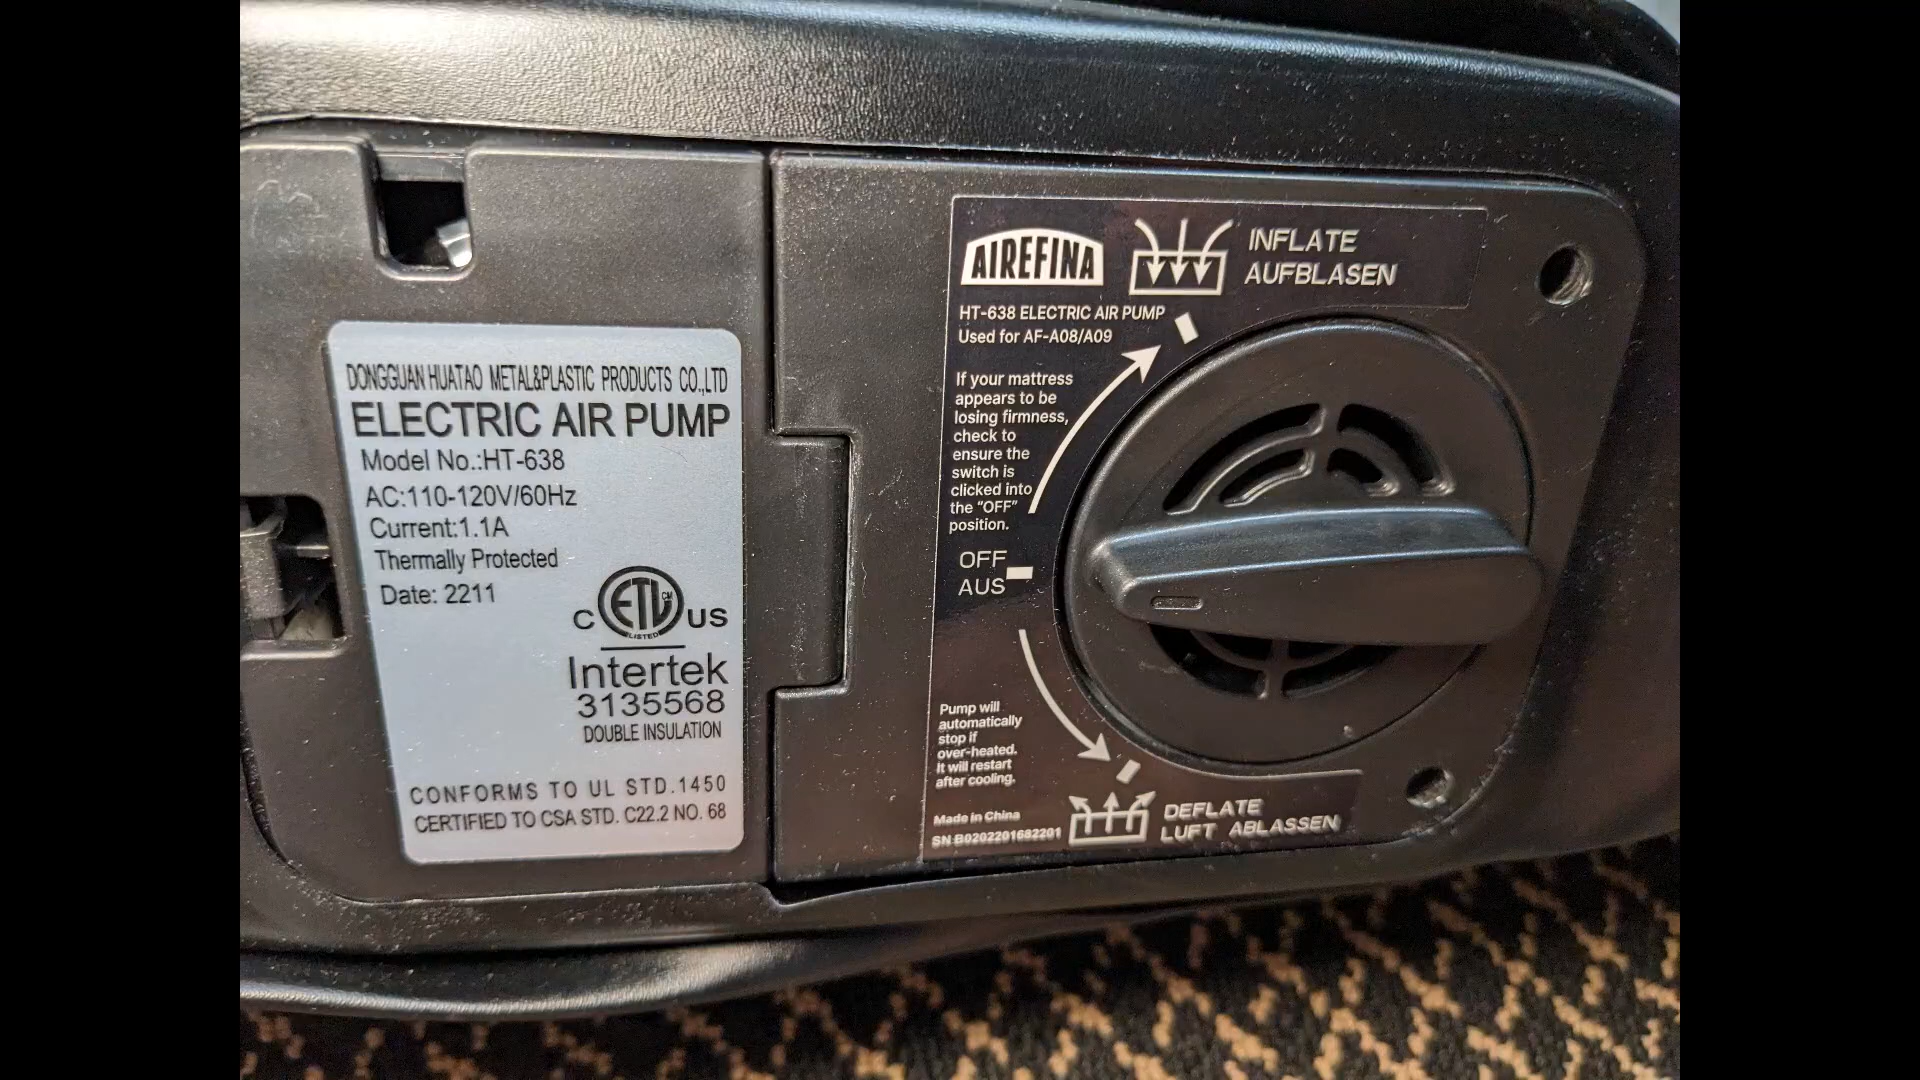 DONGGUAN HUATAO METAL&PLASTIC PRODUCTS CO.,LTD
ELECTRIC AIR PUMP
Model No.:HT-638
AC:110-120V/60Hz
Current:1.1A
Thermally Protected
Date: 2211
C ETL CM US
LISTED
Intertek
3135568
DOUBLE INSULATION
CONFORMS TO UL STD.1450
CERTIFIED TO CSA STD. C22.2 NO. 68
AIREFINA
INFLATE
AUFBLASEN
HT-638 ELECTRIC AIR PUMP
Used for AF-A08/A09
If your mattress
appears to be
losing firmness,
check to
ensure the
switch is
clicked into
the “OFF”
position.
OFF
AUS
Pump will
automatically
stop if
over-heated.
It will restart
after cooling.
Made in China
SN:B0202201682201
DEFLATE
LUFT ABLASSEN